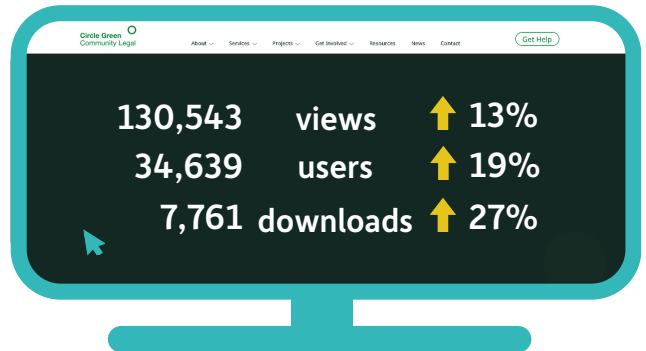 Circle Green
Community Legal
About Services Projects Get Involved Resources News Contact
Get Help
130,543 views 13%
34,639 users 19%
7,761 downloads 27%